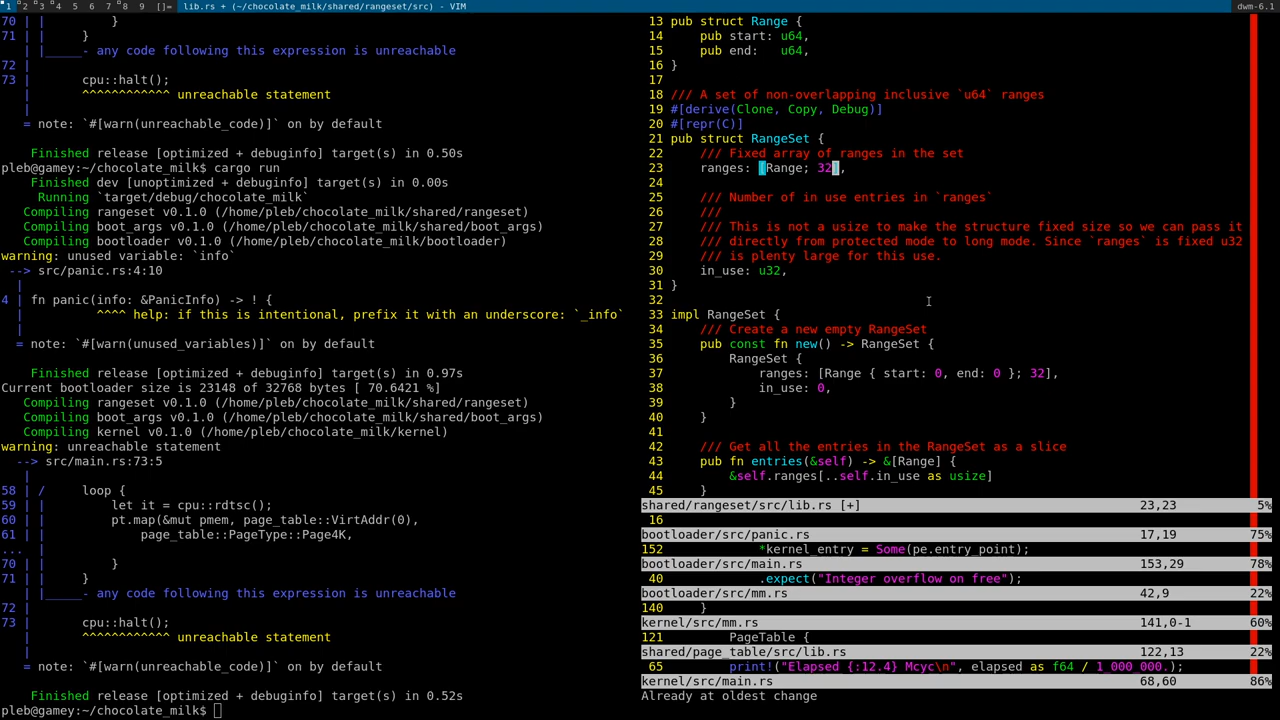 1 2 3 4 5 6 7 8 9 []= lib.rs + (~/chocolate_milk/shared/rangeset/src) - VIM dwm-6.1
70 | |         }
71 | |     }
   | |_____- any code following this expression is unreachable
72 |
73 |       cpu::halt();
   |       ^^^^^^^^^^^^ unreachable statement
   |
   = note: `#[warn(unreachable_code)]` on by default
    Finished release [optimized + debuginfo] target(s) in 0.50s
pleb@gamey:~/chocolate_milk$ cargo run
    Finished dev [unoptimized + debuginfo] target(s) in 0.00s
     Running `target/debug/chocolate_milk`
   Compiling rangeset v0.1.0 (/home/pleb/chocolate_milk/shared/rangeset)
   Compiling boot_args v0.1.0 (/home/pleb/chocolate_milk/shared/boot_args)
   Compiling bootloader v0.1.0 (/home/pleb/chocolate_milk/bootloader)
warning: unused variable: `info`
 --> src/panic.rs:4:10
  |
4 | fn panic(info: &PanicInfo) -> ! {
  |          ^^^^ help: if this is intentional, prefix it with an underscore: `_info`
  |
  = note: `#[warn(unused_variables)]` on by default
    Finished release [optimized + debuginfo] target(s) in 0.97s
Current bootloader size is 23148 of 32768 bytes [ 70.6421 %]
   Compiling rangeset v0.1.0 (/home/pleb/chocolate_milk/shared/rangeset)
   Compiling boot_args v0.1.0 (/home/pleb/chocolate_milk/shared/boot_args)
   Compiling kernel v0.1.0 (/home/pleb/chocolate_milk/kernel)
warning: unreachable statement
  --> src/main.rs:73:5
   |
58 | /     loop {
59 | |         let it = cpu::rdtsc();
60 | |         pt.map(&mut pmem, page_table::VirtAddr(0),
61 | |             page_table::PageType::Page4K,
...  |
70 | |         }
71 | |     }
   | |_____- any code following this expression is unreachable
72 |
73 |       cpu::halt();
   |       ^^^^^^^^^^^^ unreachable statement
   |
   = note: `#[warn(unreachable_code)]` on by default
    Finished release [optimized + debuginfo] target(s) in 0.52s
pleb@gamey:~/chocolate_milk$
13 pub struct Range {
14     pub start: u64,
15     pub end:   u64,
16 }
17
18 /// A set of non-overlapping inclusive `u64` ranges
19 #[derive(Clone, Copy, Debug)]
20 #[repr(C)]
21 pub struct RangeSet {
22     /// Fixed array of ranges in the set
23     ranges: [Range; 32],
24
25     /// Number of in use entries in `ranges`
26     ///
27     /// This is not a usize to make the structure fixed size so we can pass it
28     /// directly from protected mode to long mode. Since `ranges` is fixed u32
29     /// is plenty large for this use.
30     in_use: u32,
31 }
32
33 impl RangeSet {
34     /// Create a new empty RangeSet
35     pub const fn new() -> RangeSet {
36         RangeSet {
37             ranges: [Range { start: 0, end: 0 }; 32],
38             in_use: 0,
39         }
40     }
41
42     /// Get all the entries in the RangeSet as a slice
43     pub fn entries(&self) -> &[Range] {
44         &self.ranges[..self.in_use as usize]
45     }
shared/rangeset/src/lib.rs [+] 23,23 5%
16
bootloader/src/panic.rs 17,19 75%
152             *kernel_entry = Some(pe.entry_point);
bootloader/src/main.rs 153,29 78%
40             .expect("Integer overflow on free");
bootloader/src/mm.rs 42,9 22%
140     }
kernel/src/mm.rs 141,0-1 60%
121         PageTable {
shared/page_table/src/lib.rs 122,13 22%
65         print!("Elapsed {:12.4} Mcyc\n", elapsed as f64 / 1_000_000.);
kernel/src/main.rs 68,60 86%
Already at oldest change